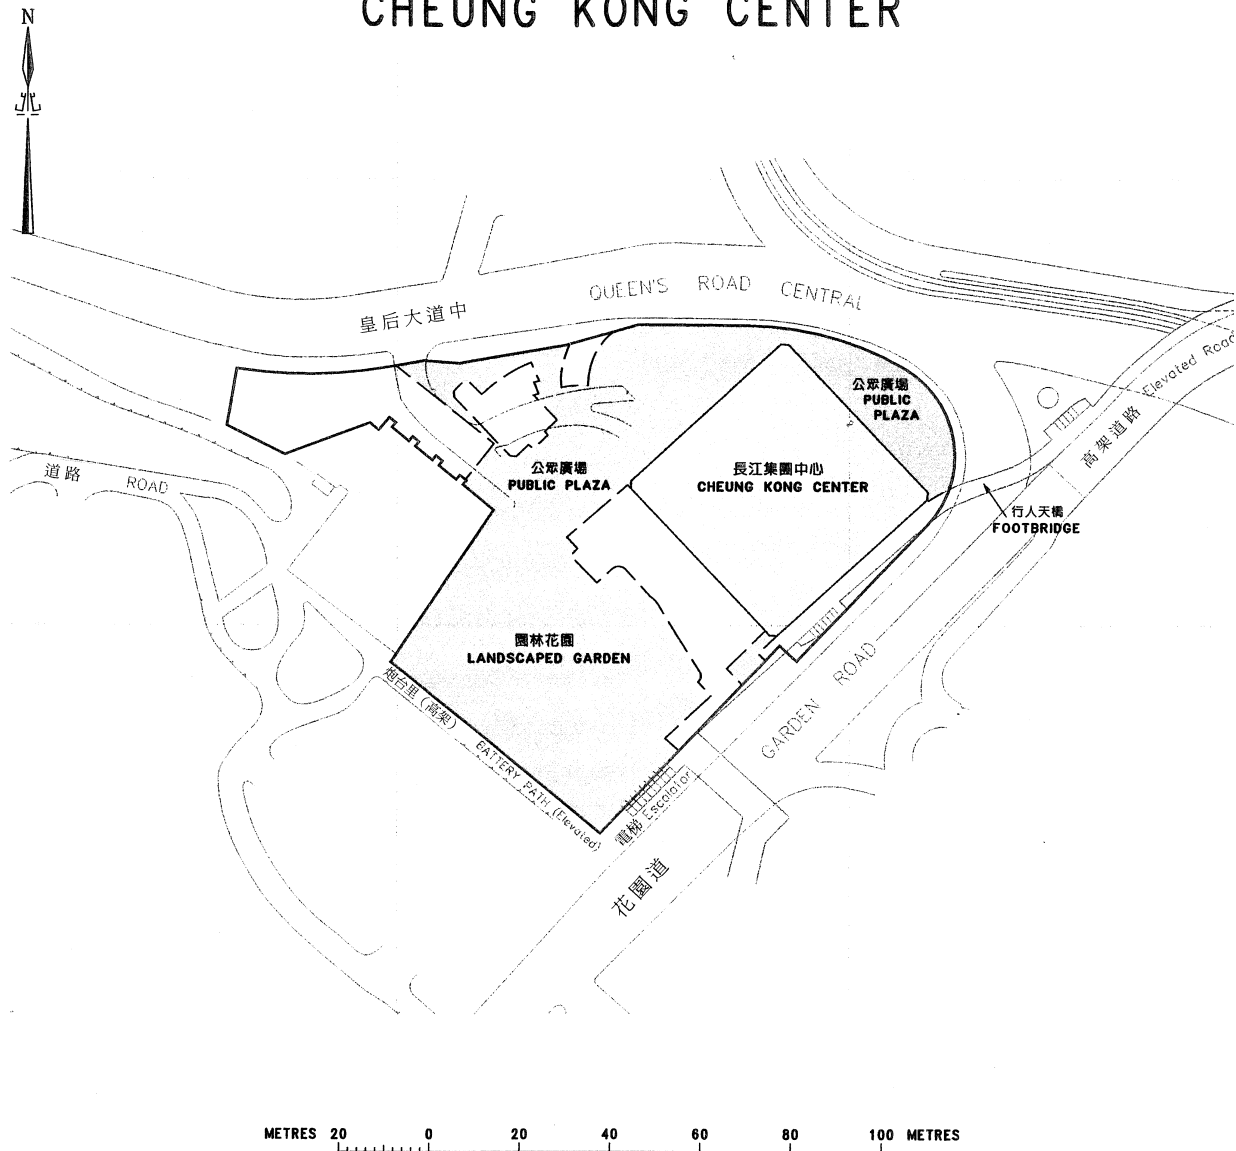 CHEUNG KONG CENTER
N
QUEEN'S ROAD CENTRAL
皇后大道中
公眾廣場
PUBLIC
PLAZA
高架道路 Elevated Road
公眾廣場
PUBLIC PLAZA
長江集團中心
CHEUNG KONG CENTER
道路 ROAD
行人天橋
FOOTBRIDGE
園林花園
LANDSCAPED GARDEN
炮台里（高架） BATTERY PATH (Elevated)
GARDEN ROAD
電梯 Escalator
花園道
METRES 20 0 20 40 60 80 100 METRES